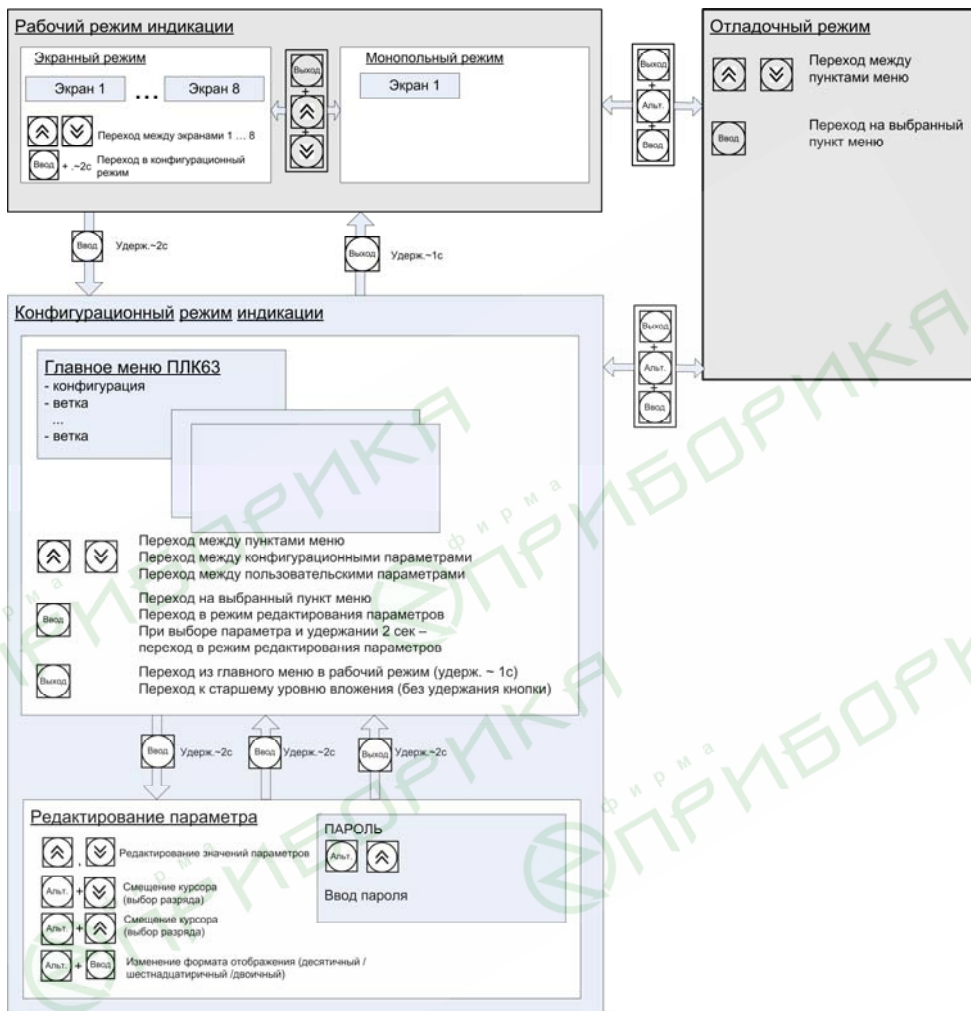 Рабочий режим индикации
Экранный режим
Экран 1
...
Экран 8
Переход между экранами 1 ... 8
Ввод + .~2с Переход в конфигурационный
режим
Выход
+
+
Монопольный режим
Экран 1
Выход
+
Альт.
+
Ввод
Отладочный режим
Переход между
пунктами меню
Ввод
Переход на выбранный
пункт меню
Ввод
Удерж.~2с
Выход
Удерж.~1с
Конфигурационный режим индикации
Главное меню ПЛК63
- конфигурация
- ветка
...
- ветка
Выход
+
Альт.
+
Ввод
Переход между пунктами меню
Переход между конфигурационными параметрами
Переход между пользовательскими параметрами
Ввод
Переход на выбранный пункт меню
Переход в режим редактирования параметров
При выборе параметра и удержании 2 сек –
переход в режим редактирования параметров
Выход
Переход из главного меню в рабочий режим (удерж. ~ 1с)
Переход к старшему уровню вложения (без удержания кнопки)
Ввод
Удерж.~2с
Ввод
Удерж.~2с
Выход
Удерж.~2с
Редактирование параметра
, Редактирование значений параметров
Альт. + Смещение курсора
(выбор разряда)
Альт. + Смещение курсора
(выбор разряда)
Альт. + Ввод Изменение формата отображения (десятичный /
шестнадцатиричный /двоичный)
ПАРОЛЬ
Альт.
Ввод пароля
фирма
ПРИБОРИКА
фирма
ПРИБОРИКА
фирма
ПРИБОРИКА